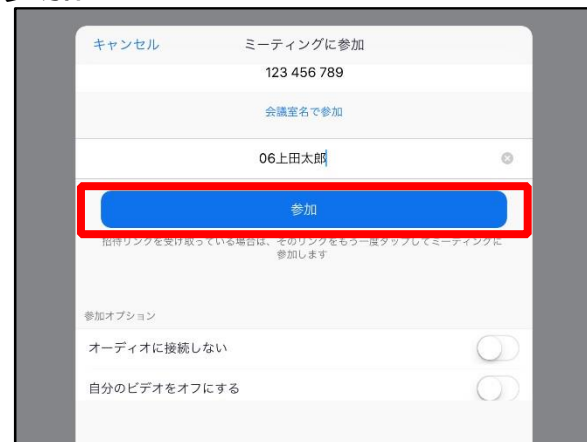 キャンセル
ミーティングに参加
123 456 789
会議室名で参加
06上田太郎
参加
招待リンクを受け取っている場合は、そのリンクをもう一度タップしてミーティングに
参加します
参加オプション
オーディオに接続しない
自分のビデオをオフにする